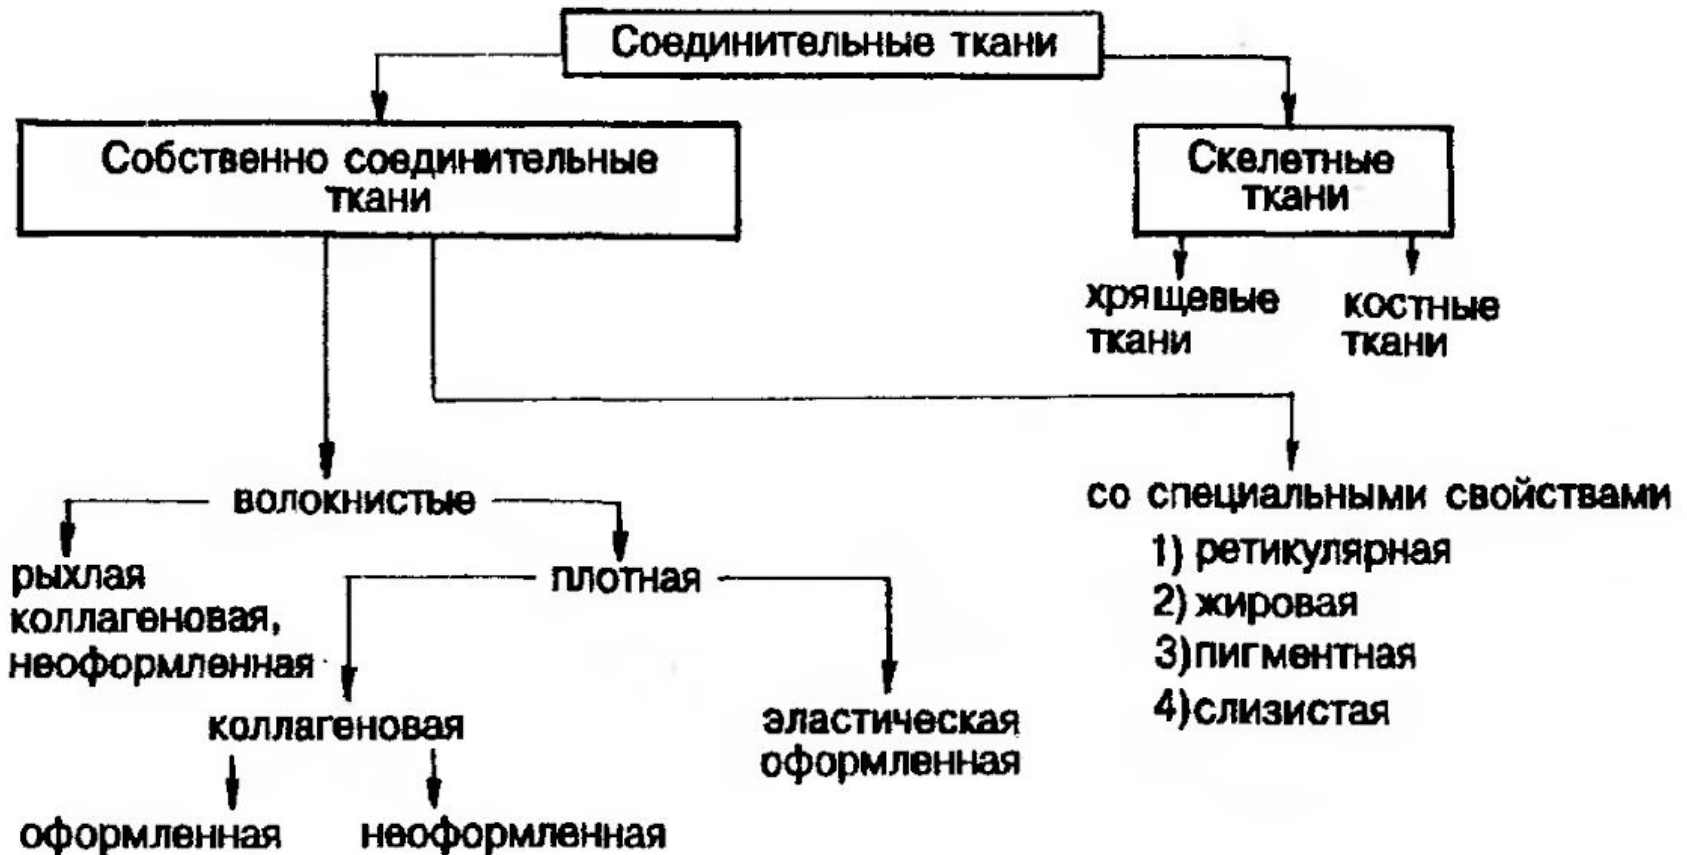 Соединительные ткани
Собственно соединительные
ткани
Скелетные
ткани
хрящевые
ткани
костные
ткани
волокнистые
со специальными свойствами
1) ретикулярная
2) жировая
3) пигментная
4) слизистая
рыхлая
коллагеновая,
неоформленная
плотная
коллагеновая
эластическая
оформленная
оформленная
неоформленная